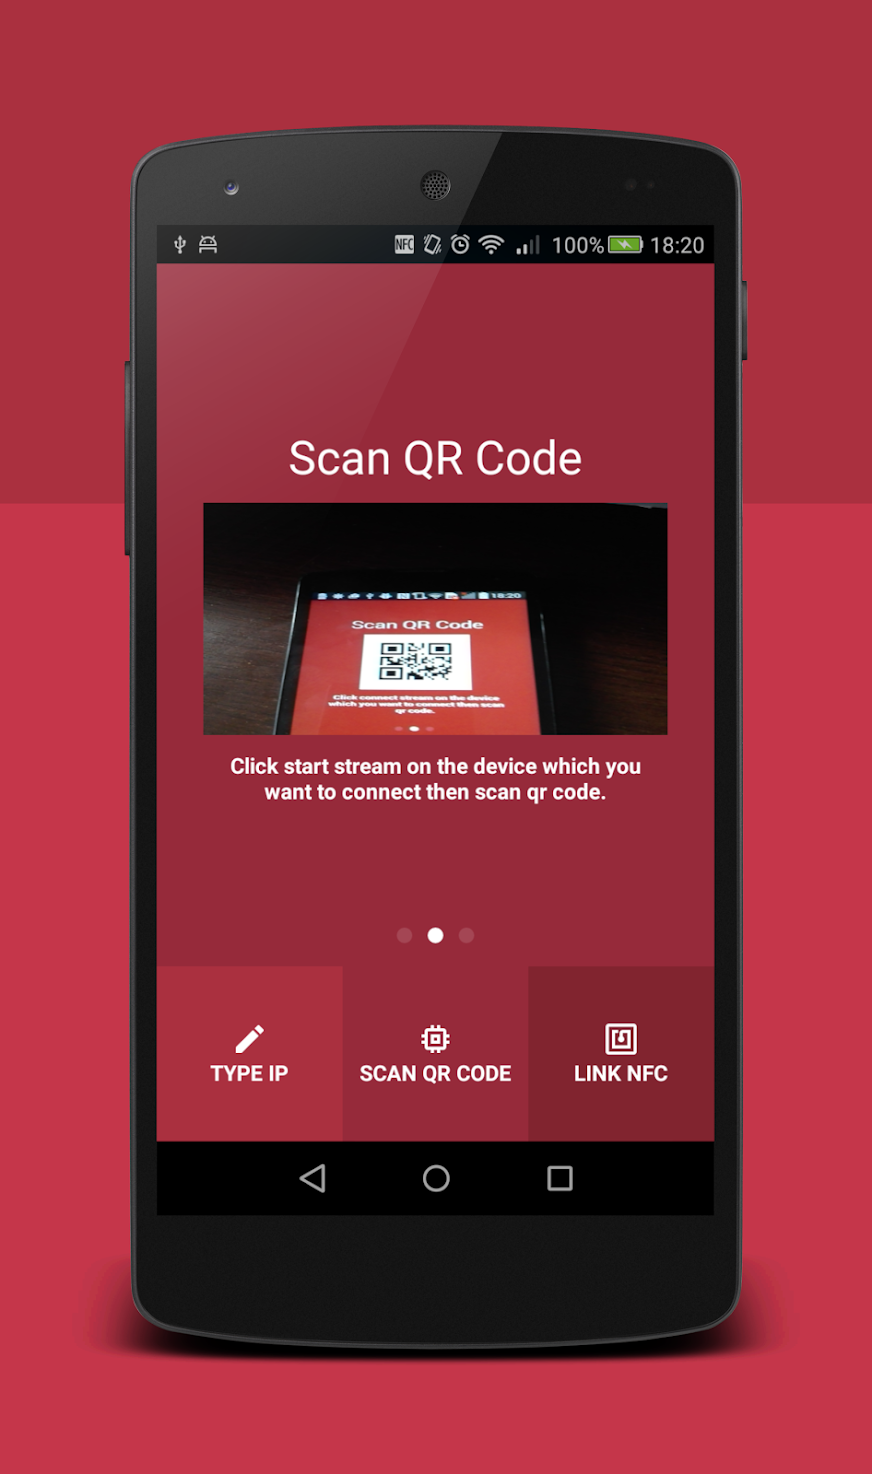 NFC 100% 18:20
Scan QR Code
18:20
Scan QR Code
Click connect stream on the device
which you want to connect then scan
qr code.
Click start stream on the device which you
want to connect then scan qr code.
TYPE IP
SCAN QR CODE
LINK NFC